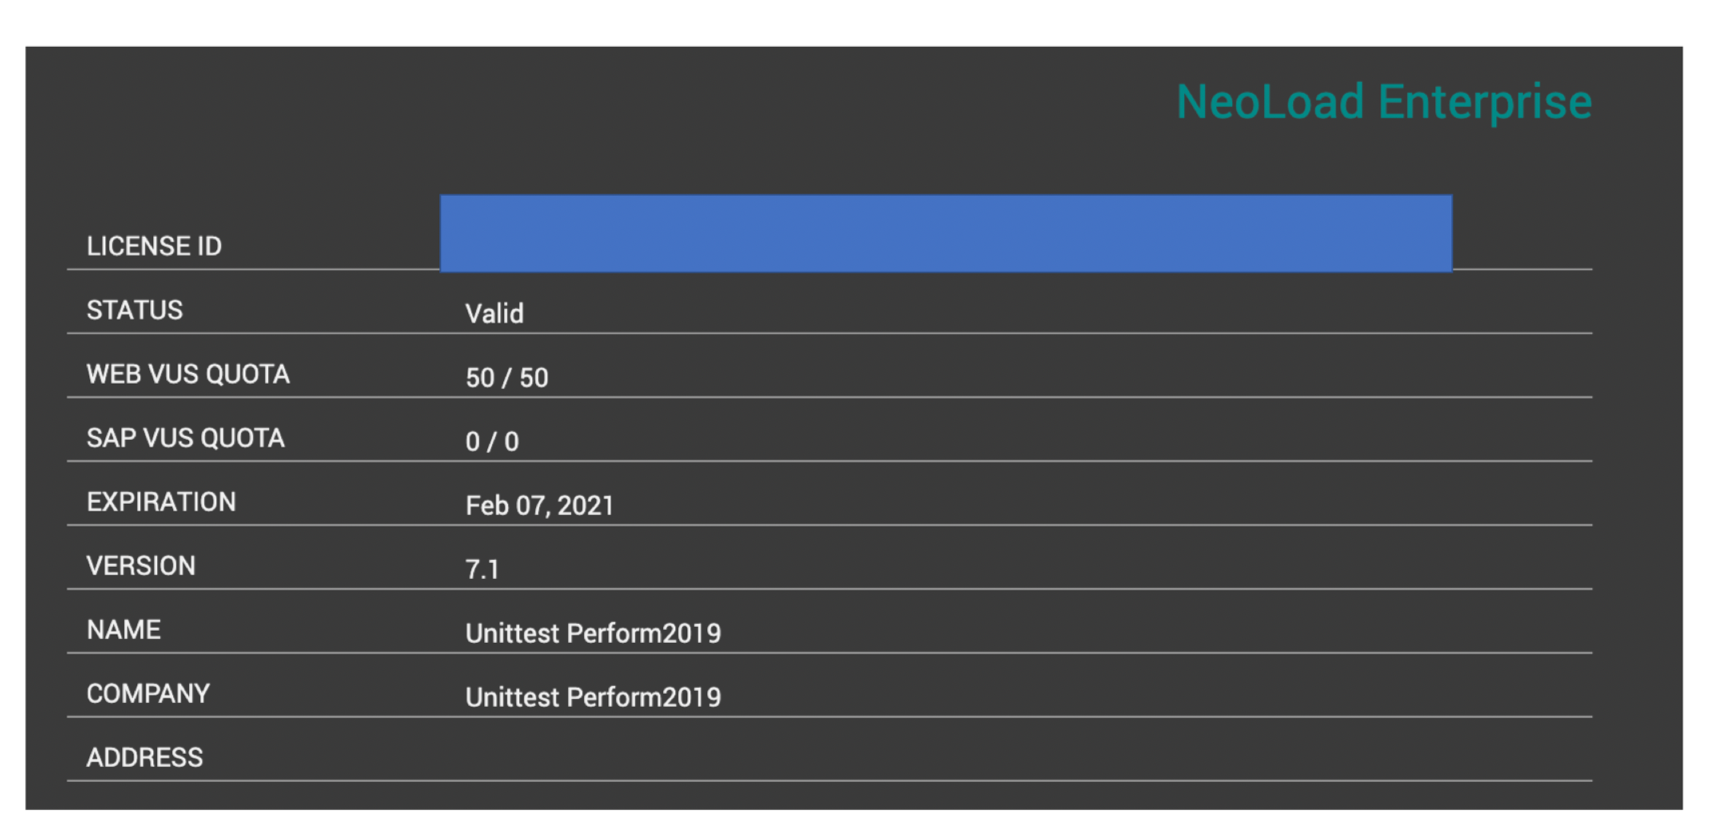 NeoLoad Enterprise
LICENSE ID
STATUS Valid
WEB VUS QUOTA 50 / 50
SAP VUS QUOTA 0 / 0
EXPIRATION Feb 07, 2021
VERSION 7.1
NAME Unittest Perform2019
COMPANY Unittest Perform2019
ADDRESS